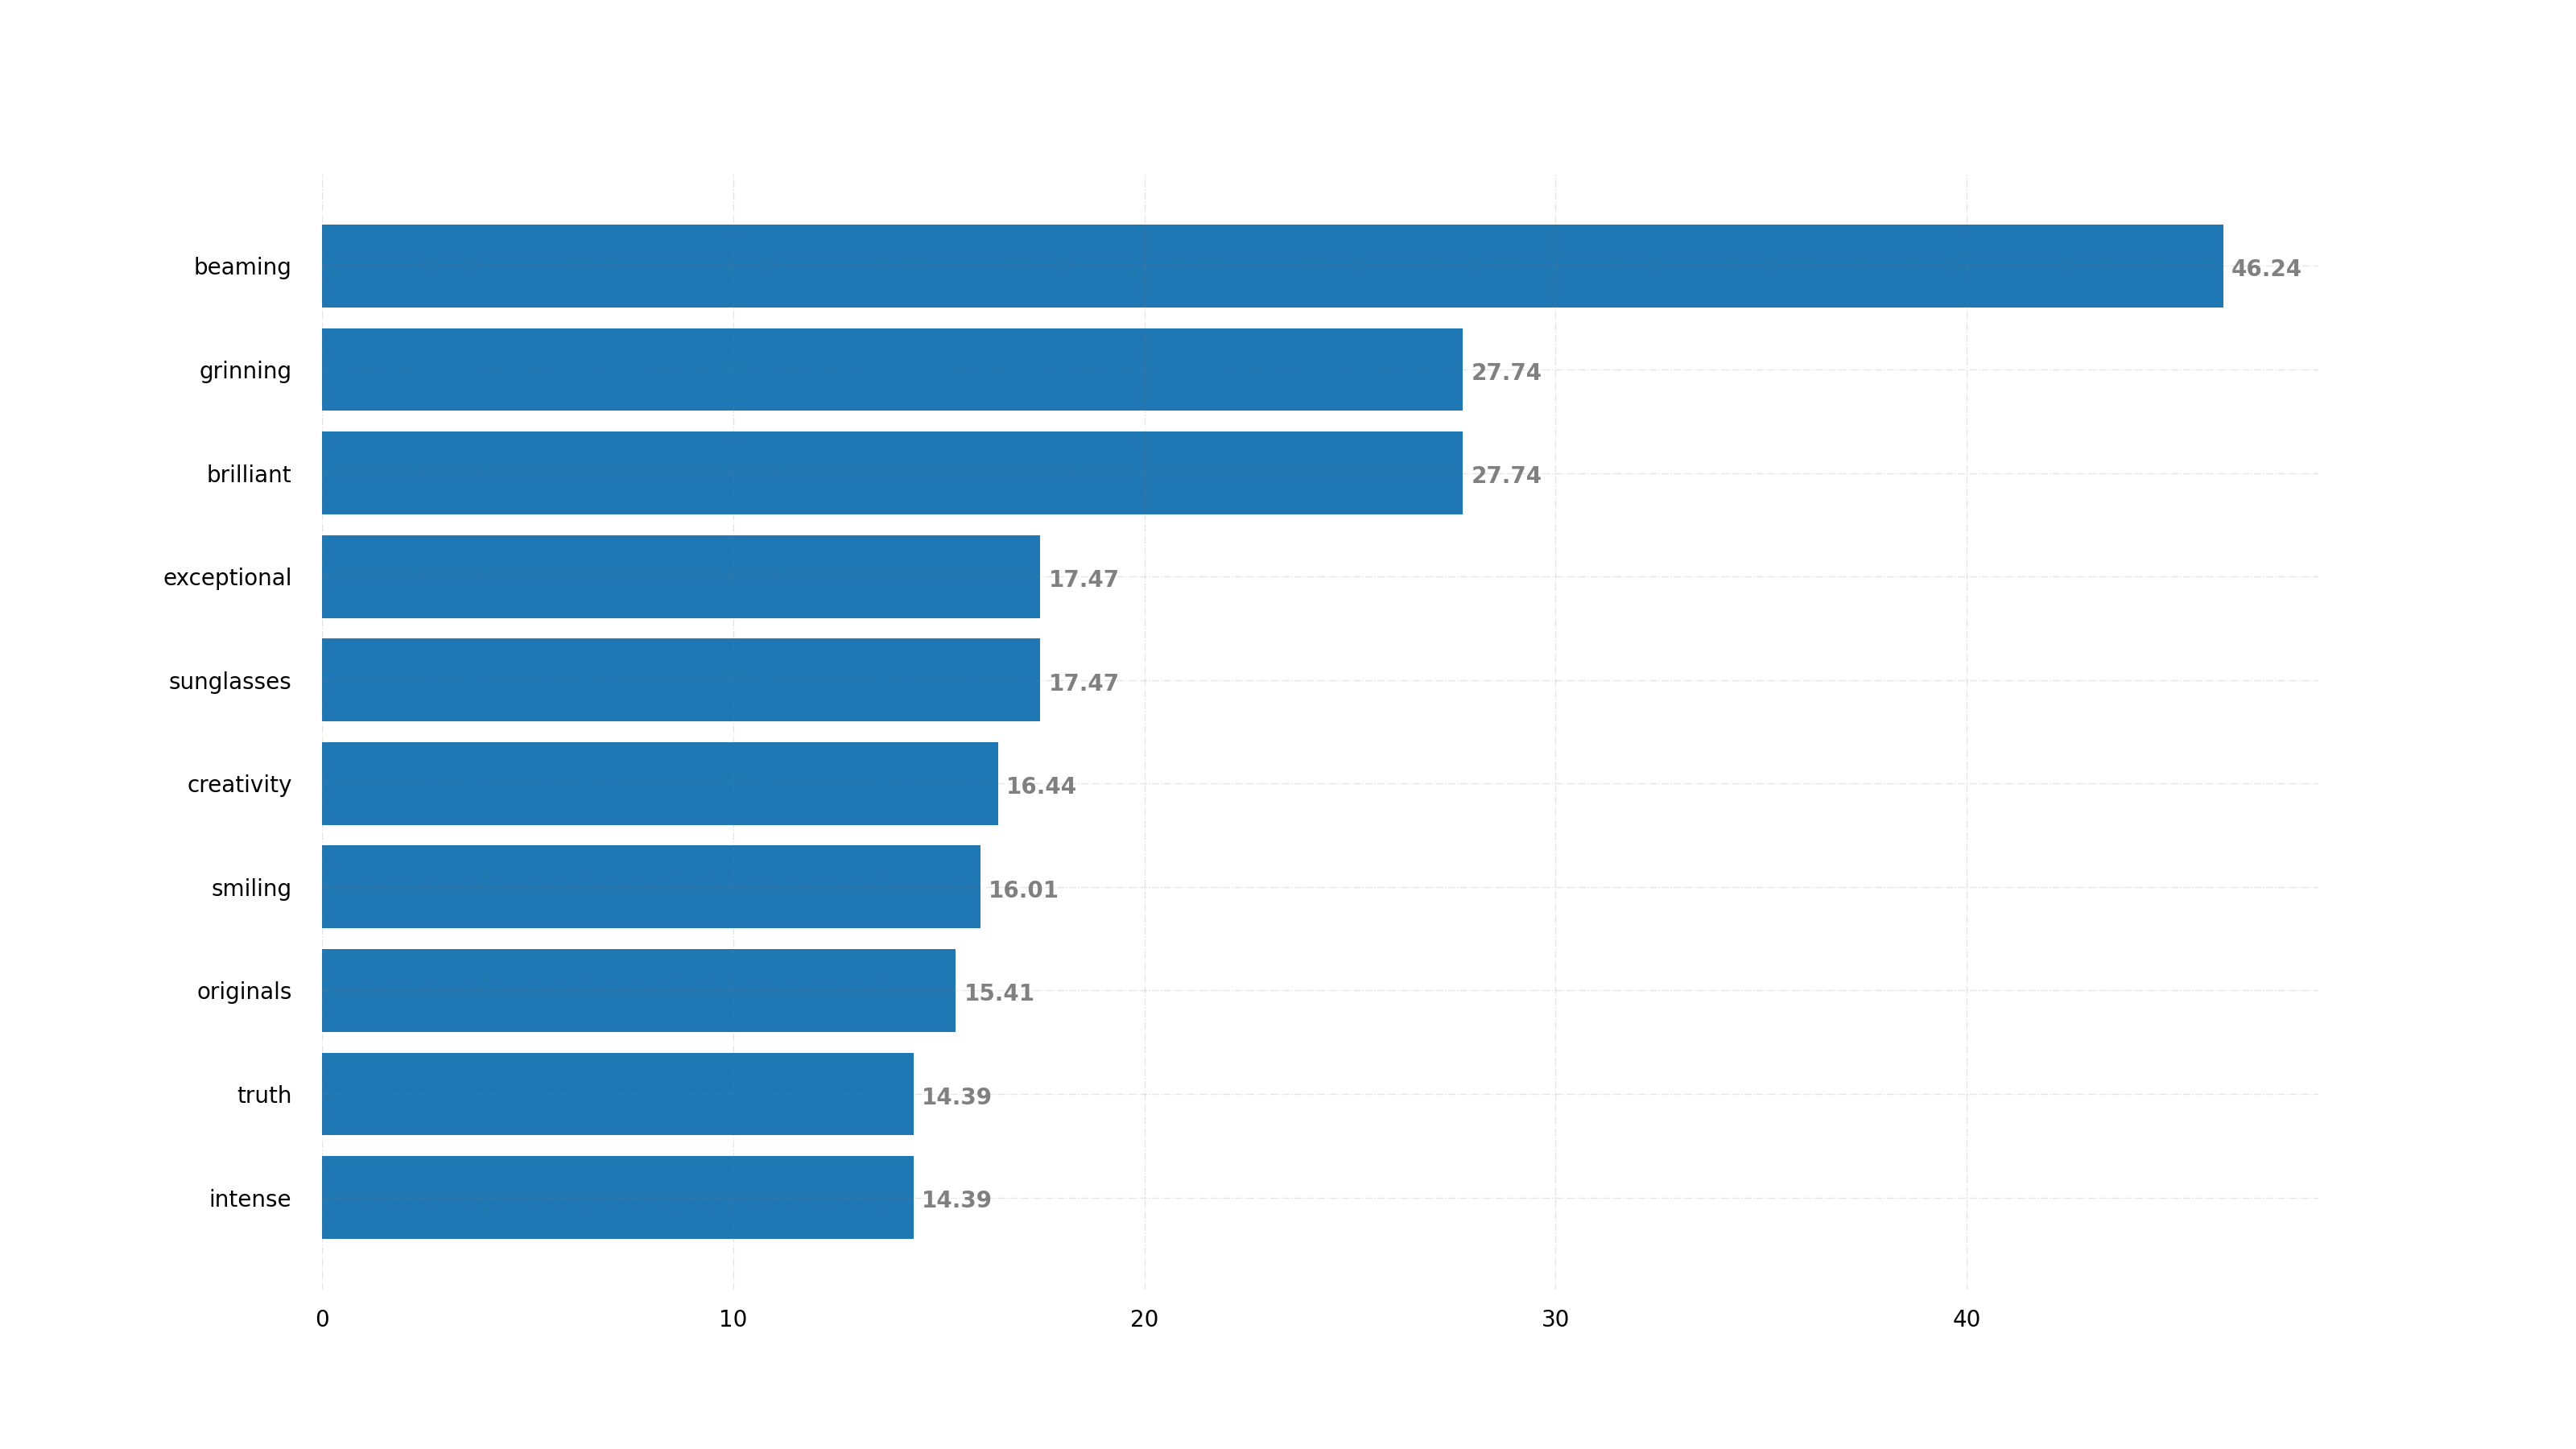 beaming 46.24
grinning 27.74
brilliant 27.74
exceptional 17.47
sunglasses 17.47
creativity 16.44
smiling 16.01
originals 15.41
truth 14.39
intense 14.39
0 10 20 30 40